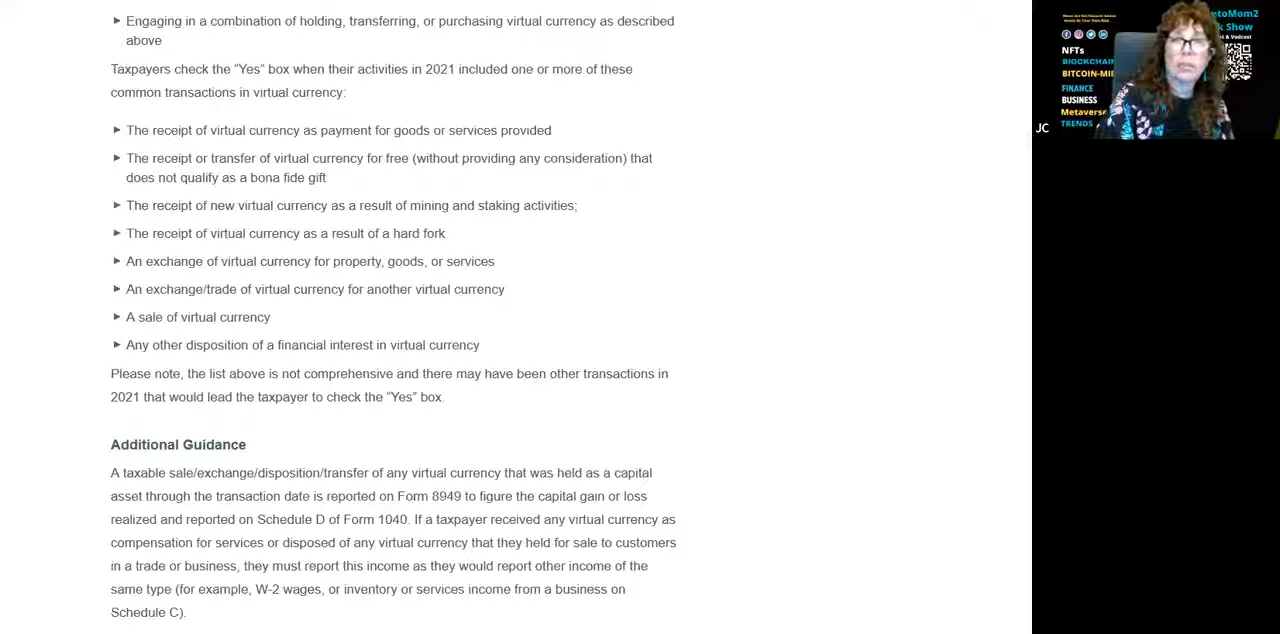 ► Engaging in a combination of holding, transferring, or purchasing virtual currency as described
above
Taxpayers check the “Yes” box when their activities in 2021 included one or more of these
common transactions in virtual currency:
► The receipt of virtual currency as payment for goods or services provided
► The receipt or transfer of virtual currency for free (without providing any consideration) that
does not qualify as a bona fide gift
► The receipt of new virtual currency as a result of mining and staking activities;
► The receipt of virtual currency as a result of a hard fork
► An exchange of virtual currency for property, goods, or services
► An exchange/trade of virtual currency for another virtual currency
► A sale of virtual currency
► Any other disposition of a financial interest in virtual currency
Please note, the list above is not comprehensive and there may have been other transactions in
2021 that would lead the taxpayer to check the “Yes” box.
Additional Guidance
A taxable sale/exchange/disposition/transfer of any virtual currency that was held as a capital
asset through the transaction date is reported on Form 8949 to figure the capital gain or loss
realized and reported on Schedule D of Form 1040. If a taxpayer received any virtual currency as
compensation for services or disposed of any virtual currency that they held for sale to customers
in a trade or business, they must report this income as they would report other income of the
same type (for example, W-2 wages, or inventory or services income from a business on
Schedule C).
toMom2
k Show
t & Vodcast
NFTs
BlOCKCHAIN
BITCOIN-MI
FINANCE
BUSINESS
Metaverse
TRENDS
JC